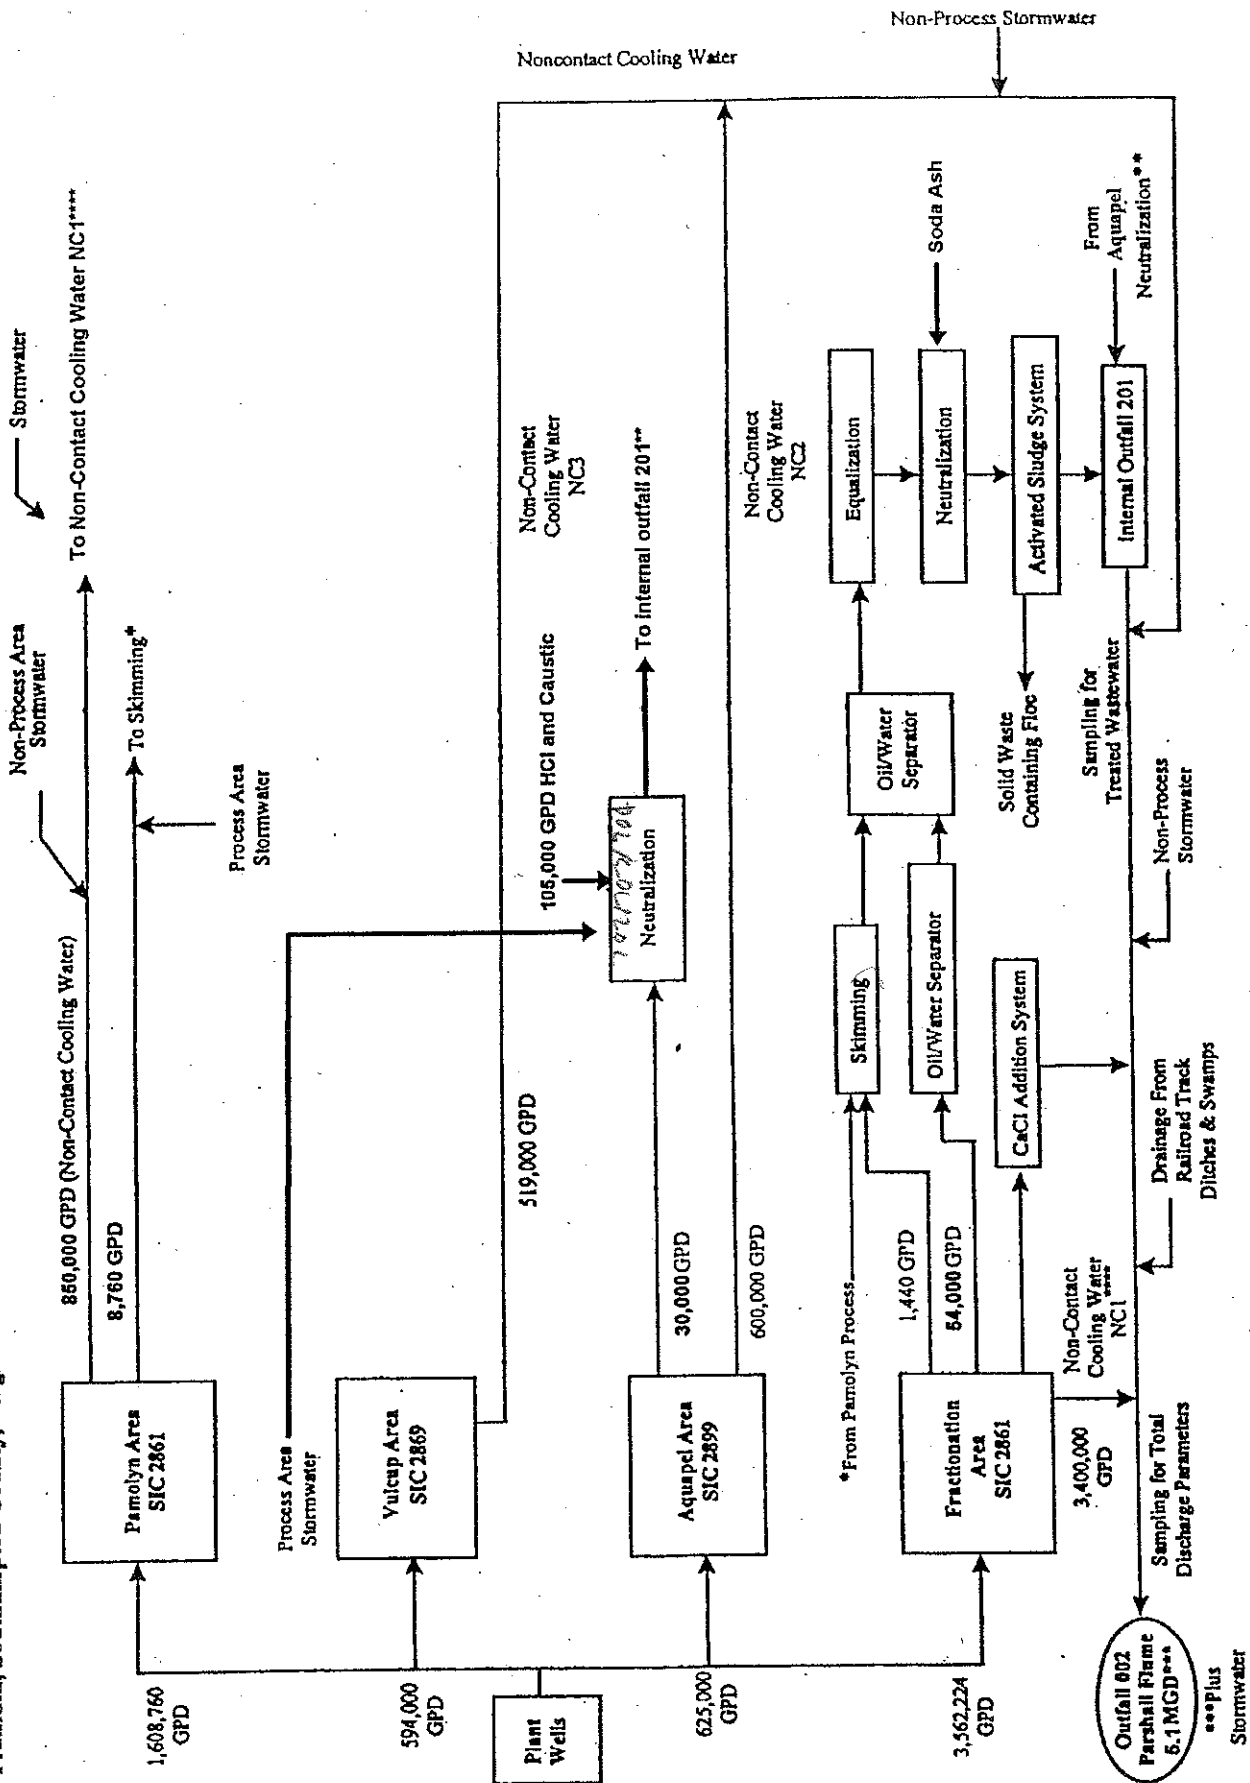 Non-Process Stormwater
Noncontact Cooling Water
Stormwater
To Non-Contact Cooling Water NC1****
Non-Process Area
Stormwater
860,000 GPD (Non-Contact Cooling Water)
8,760 GPD
To Skimming*
Process Area
Stormwater
Pamolyn Area
SIC 2861
1,608,760
GPD
Process Area
Stormwater
Vulcup Area
SIC 2869
594,000
GPD
519,000 GPD
Non-Contact
Cooling Water
NC3
105,000 GPD HCl and Caustic
Neutralization
To internal outfall 201**
Plant
Wells
Aquapel Area
SIC 2899
625,000
GPD
30,000 GPD
600,000 GPD
Non-Contact
Cooling Water
NC2
*From Pamolyn Process
Fractionation
Area
SIC 2861
3,562,224
GPD
1,440 GPD
54,000 GPD
Skimming
Oil/Water Separator
CaCl Addition System
Oil/Water
Separator
Equalization
Neutralization
Soda Ash
Activated Sludge System
Solid Waste
Containing Floc
Internal Outfall 201
From
Aquapel
Neutralization**
Sampling for
Treated Wastewater
Non-Process
Stormwater
Drainage From
Railroad Track
Ditches & Swamps
Non-Contact
Cooling Water
****
NC1
3,400,000
GPD
Sampling for Total
Discharge Parameters
Outfall 002
Parshall Flume
5.1 MGD***
***plus
Stormwater